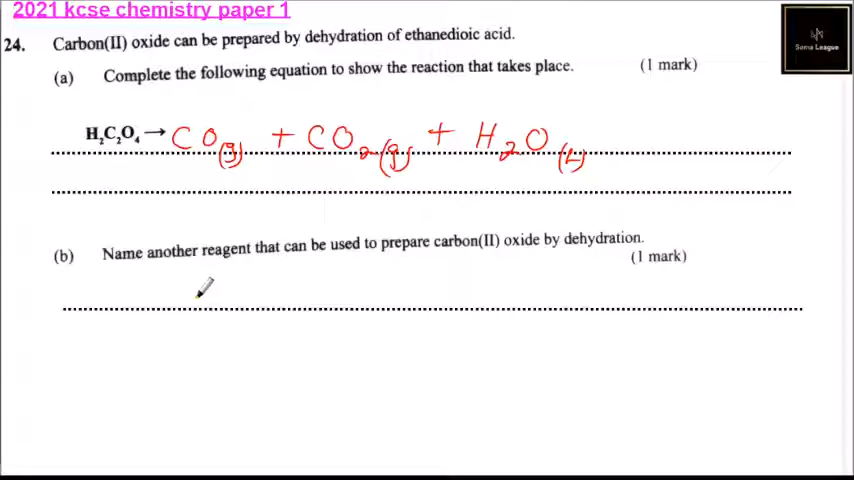 2021 kcse chemistry paper 1
Soma League
24. Carbon(II) oxide can be prepared by dehydration of ethanedioic acid.
(a) Complete the following equation to show the reaction that takes place. (1 mark)
H₂C₂O₄ → CO(g) + CO₂(g) + H₂O(l)
(b) Name another reagent that can be used to prepare carbon(II) oxide by dehydration.
(1 mark)